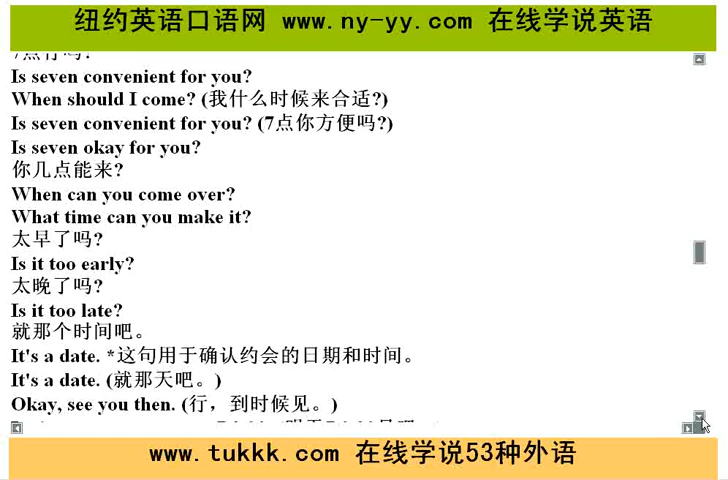 纽约英语口语网 www.ny-yy.com 在线学说英语
Is seven convenient for you?
When should I come? (我什么时候来合适?)
Is seven convenient for you? (7点你方便吗?)
Is seven okay for you?
你几点能来?
When can you come over?
What time can you make it?
太早了吗?
Is it too early?
太晚了吗?
Is it too late?
就那个时间吧。
It's a date. *这句用于确认约会的日期和时间。
It's a date. (就那天吧。)
Okay, see you then. (行，到时候见。)
www.tukkk.com 在线学说53种外语